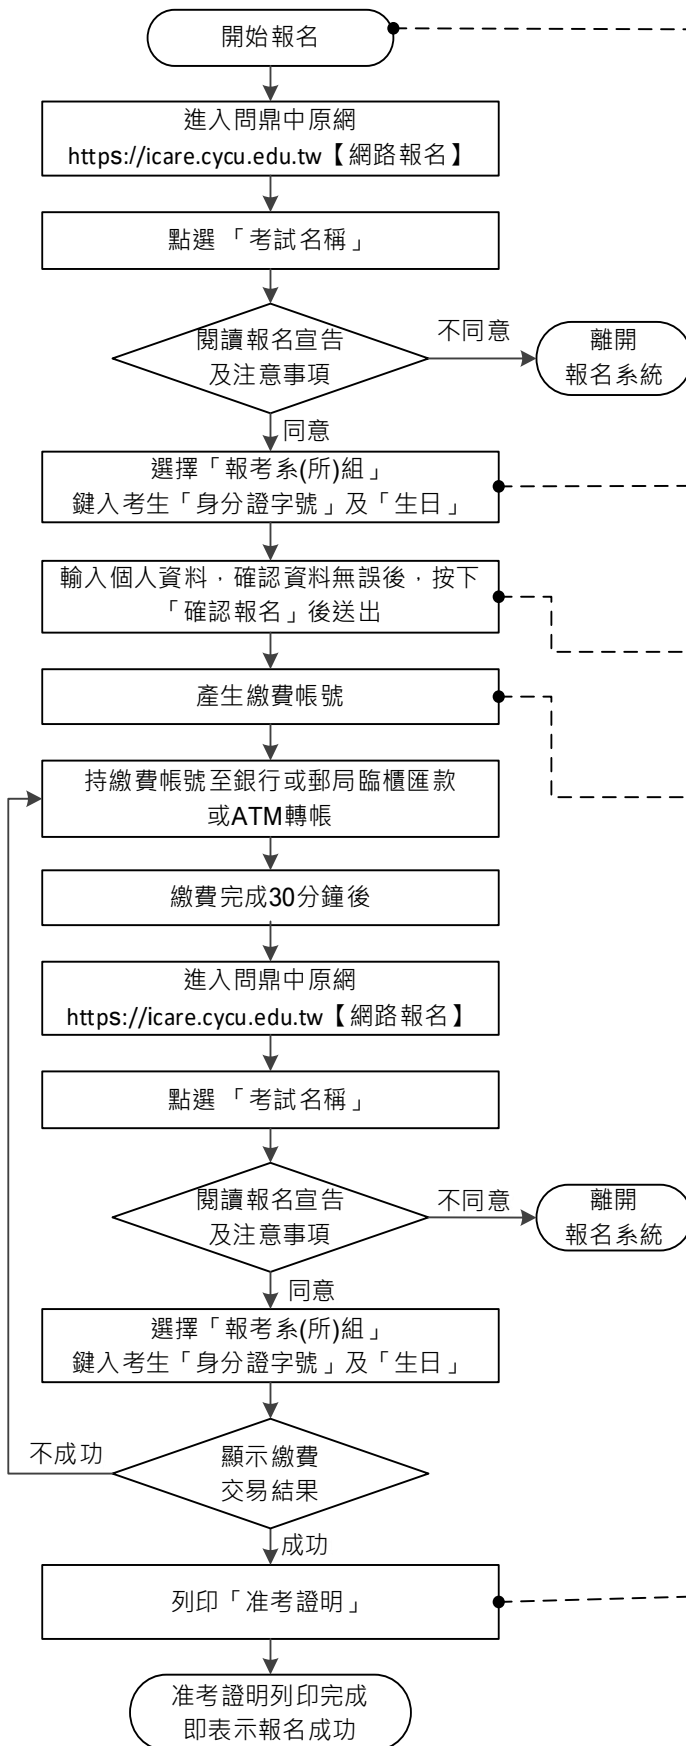 開始報名
進入問鼎中原網
https://icare.cycu.edu.tw【網路報名】
點選「考試名稱」
閱讀報名宣告
及注意事項
不同意
離開
報名系統
同意
選擇「報考系(所)組」
鍵入考生「身分證字號」及「生日」
輸入個人資料，確認資料無誤後，按下
「確認報名」後送出
產生繳費帳號
持繳費帳號至銀行或郵局臨櫃匯款
或ATM轉帳
繳費完成30分鐘後
進入問鼎中原網
https://icare.cycu.edu.tw【網路報名】
點選「考試名稱」
閱讀報名宣告
及注意事項
不同意
離開
報名系統
同意
選擇「報考系(所)組」
鍵入考生「身分證字號」及「生日」
不成功
顯示繳費
交易結果
成功
列印「准考證明」
准考證明列印完成
即表示報名成功